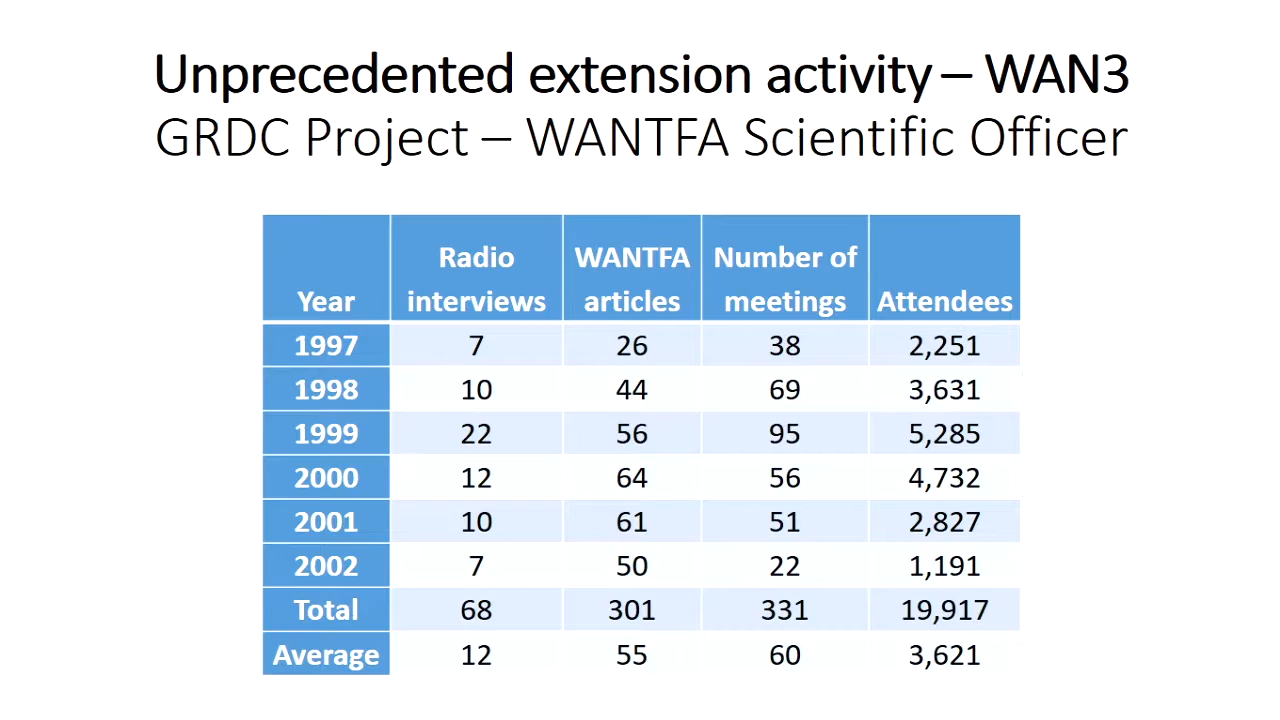 Unprecedented extension activity – WAN3
GRDC Project – WANTFA Scientific Officer
Year Radio interviews WANTFA articles Number of meetings Attendees
1997 7 26 38 2,251
1998 10 44 69 3,631
1999 22 56 95 5,285
2000 12 64 56 4,732
2001 10 61 51 2,827
2002 7 50 22 1,191
Total 68 301 331 19,917
Average 12 55 60 3,621